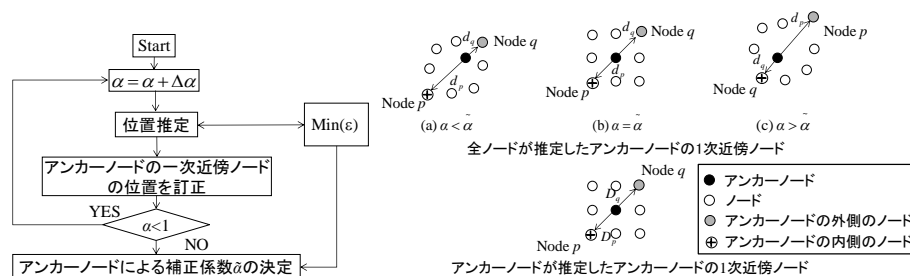 Start
α = α + Δα
位置推定
Min(ε)
アンカーノードの一次近傍ノード
の位置を訂正
YES
α<1
NO
アンカーノードによる補正係数α̃の決定
d_q
Node q
d_p
Node p
(a) α < α̃
d_q
Node q
d_p
Node p
(b) α = α̃
d_p
Node p
d_q
Node q
(c) α > α̃
全ノードが推定したアンカーノードの1次近傍ノード
Node q
D_q
Node p
D_p
アンカーノードが推定したアンカーノードの1次近傍ノード
アンカーノード
ノード
アンカーノードの外側のノード
アンカーノードの内側のノード